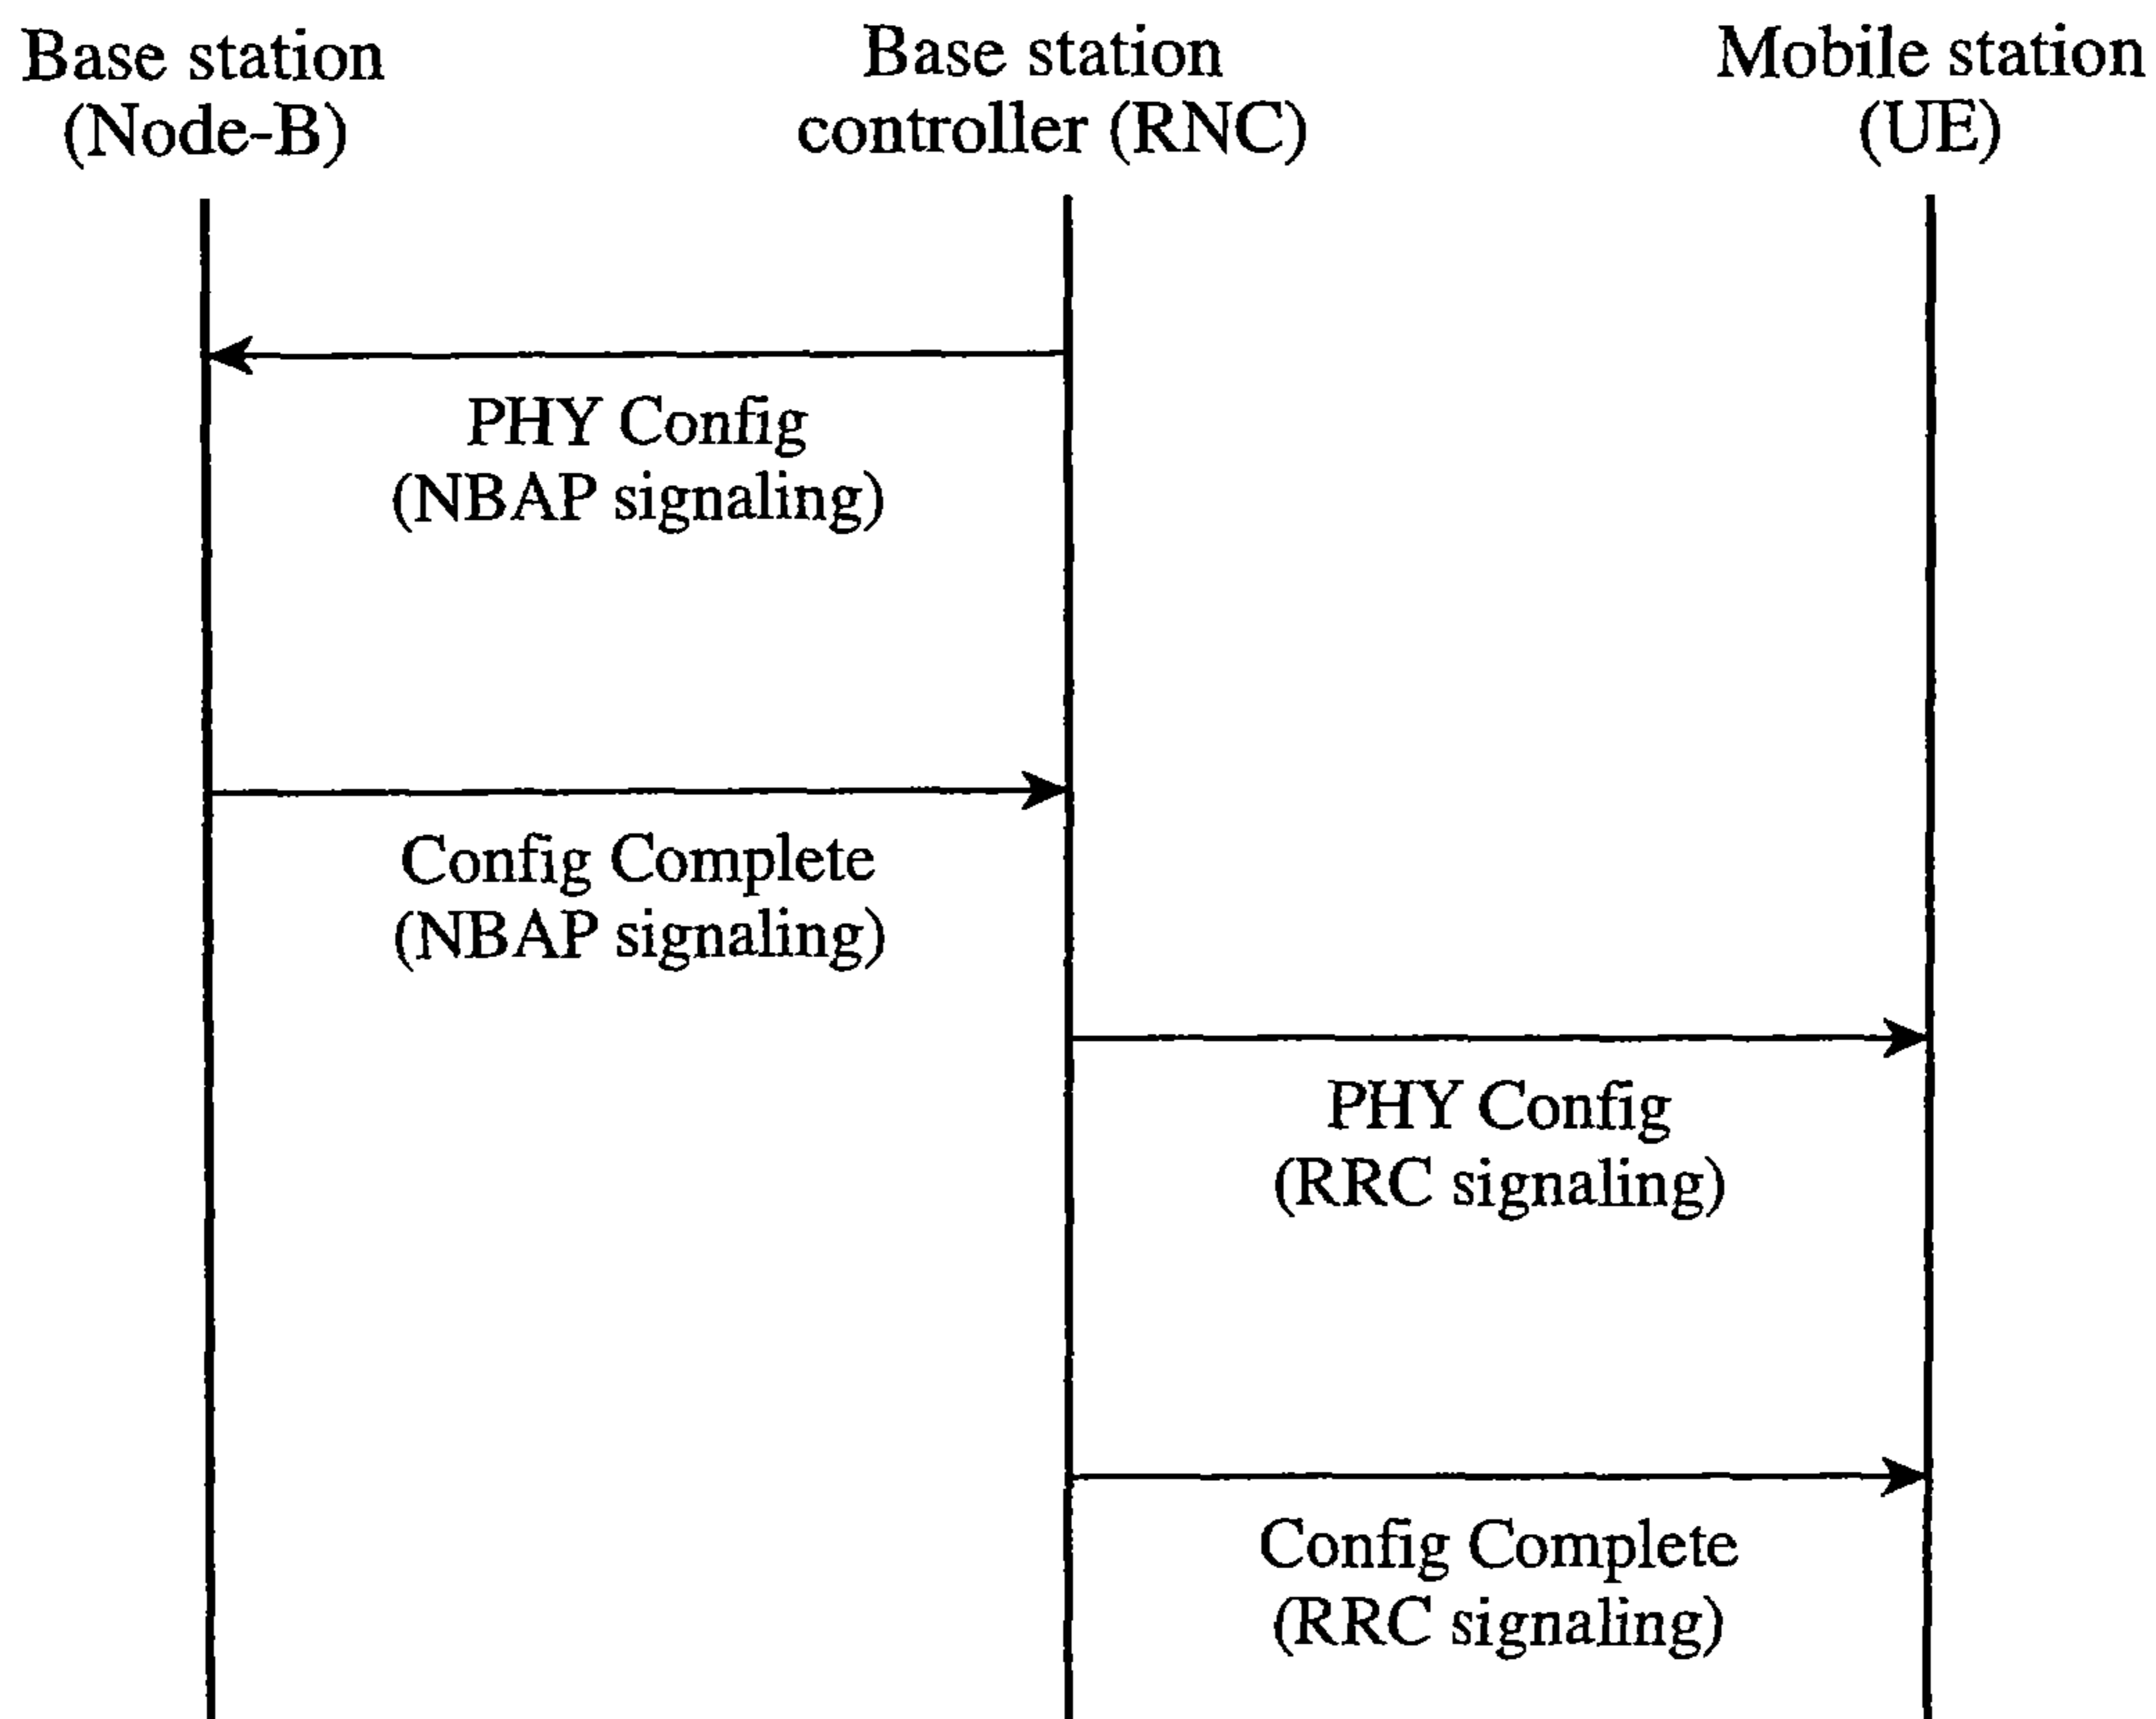 Base station
(Node-B)
Base station
controller (RNC)
Mobile station
(UE)
PHY Config
(NBAP signaling)
Config Complete
(NBAP signaling)
PHY Config
(RRC signaling)
Config Complete
(RRC signaling)